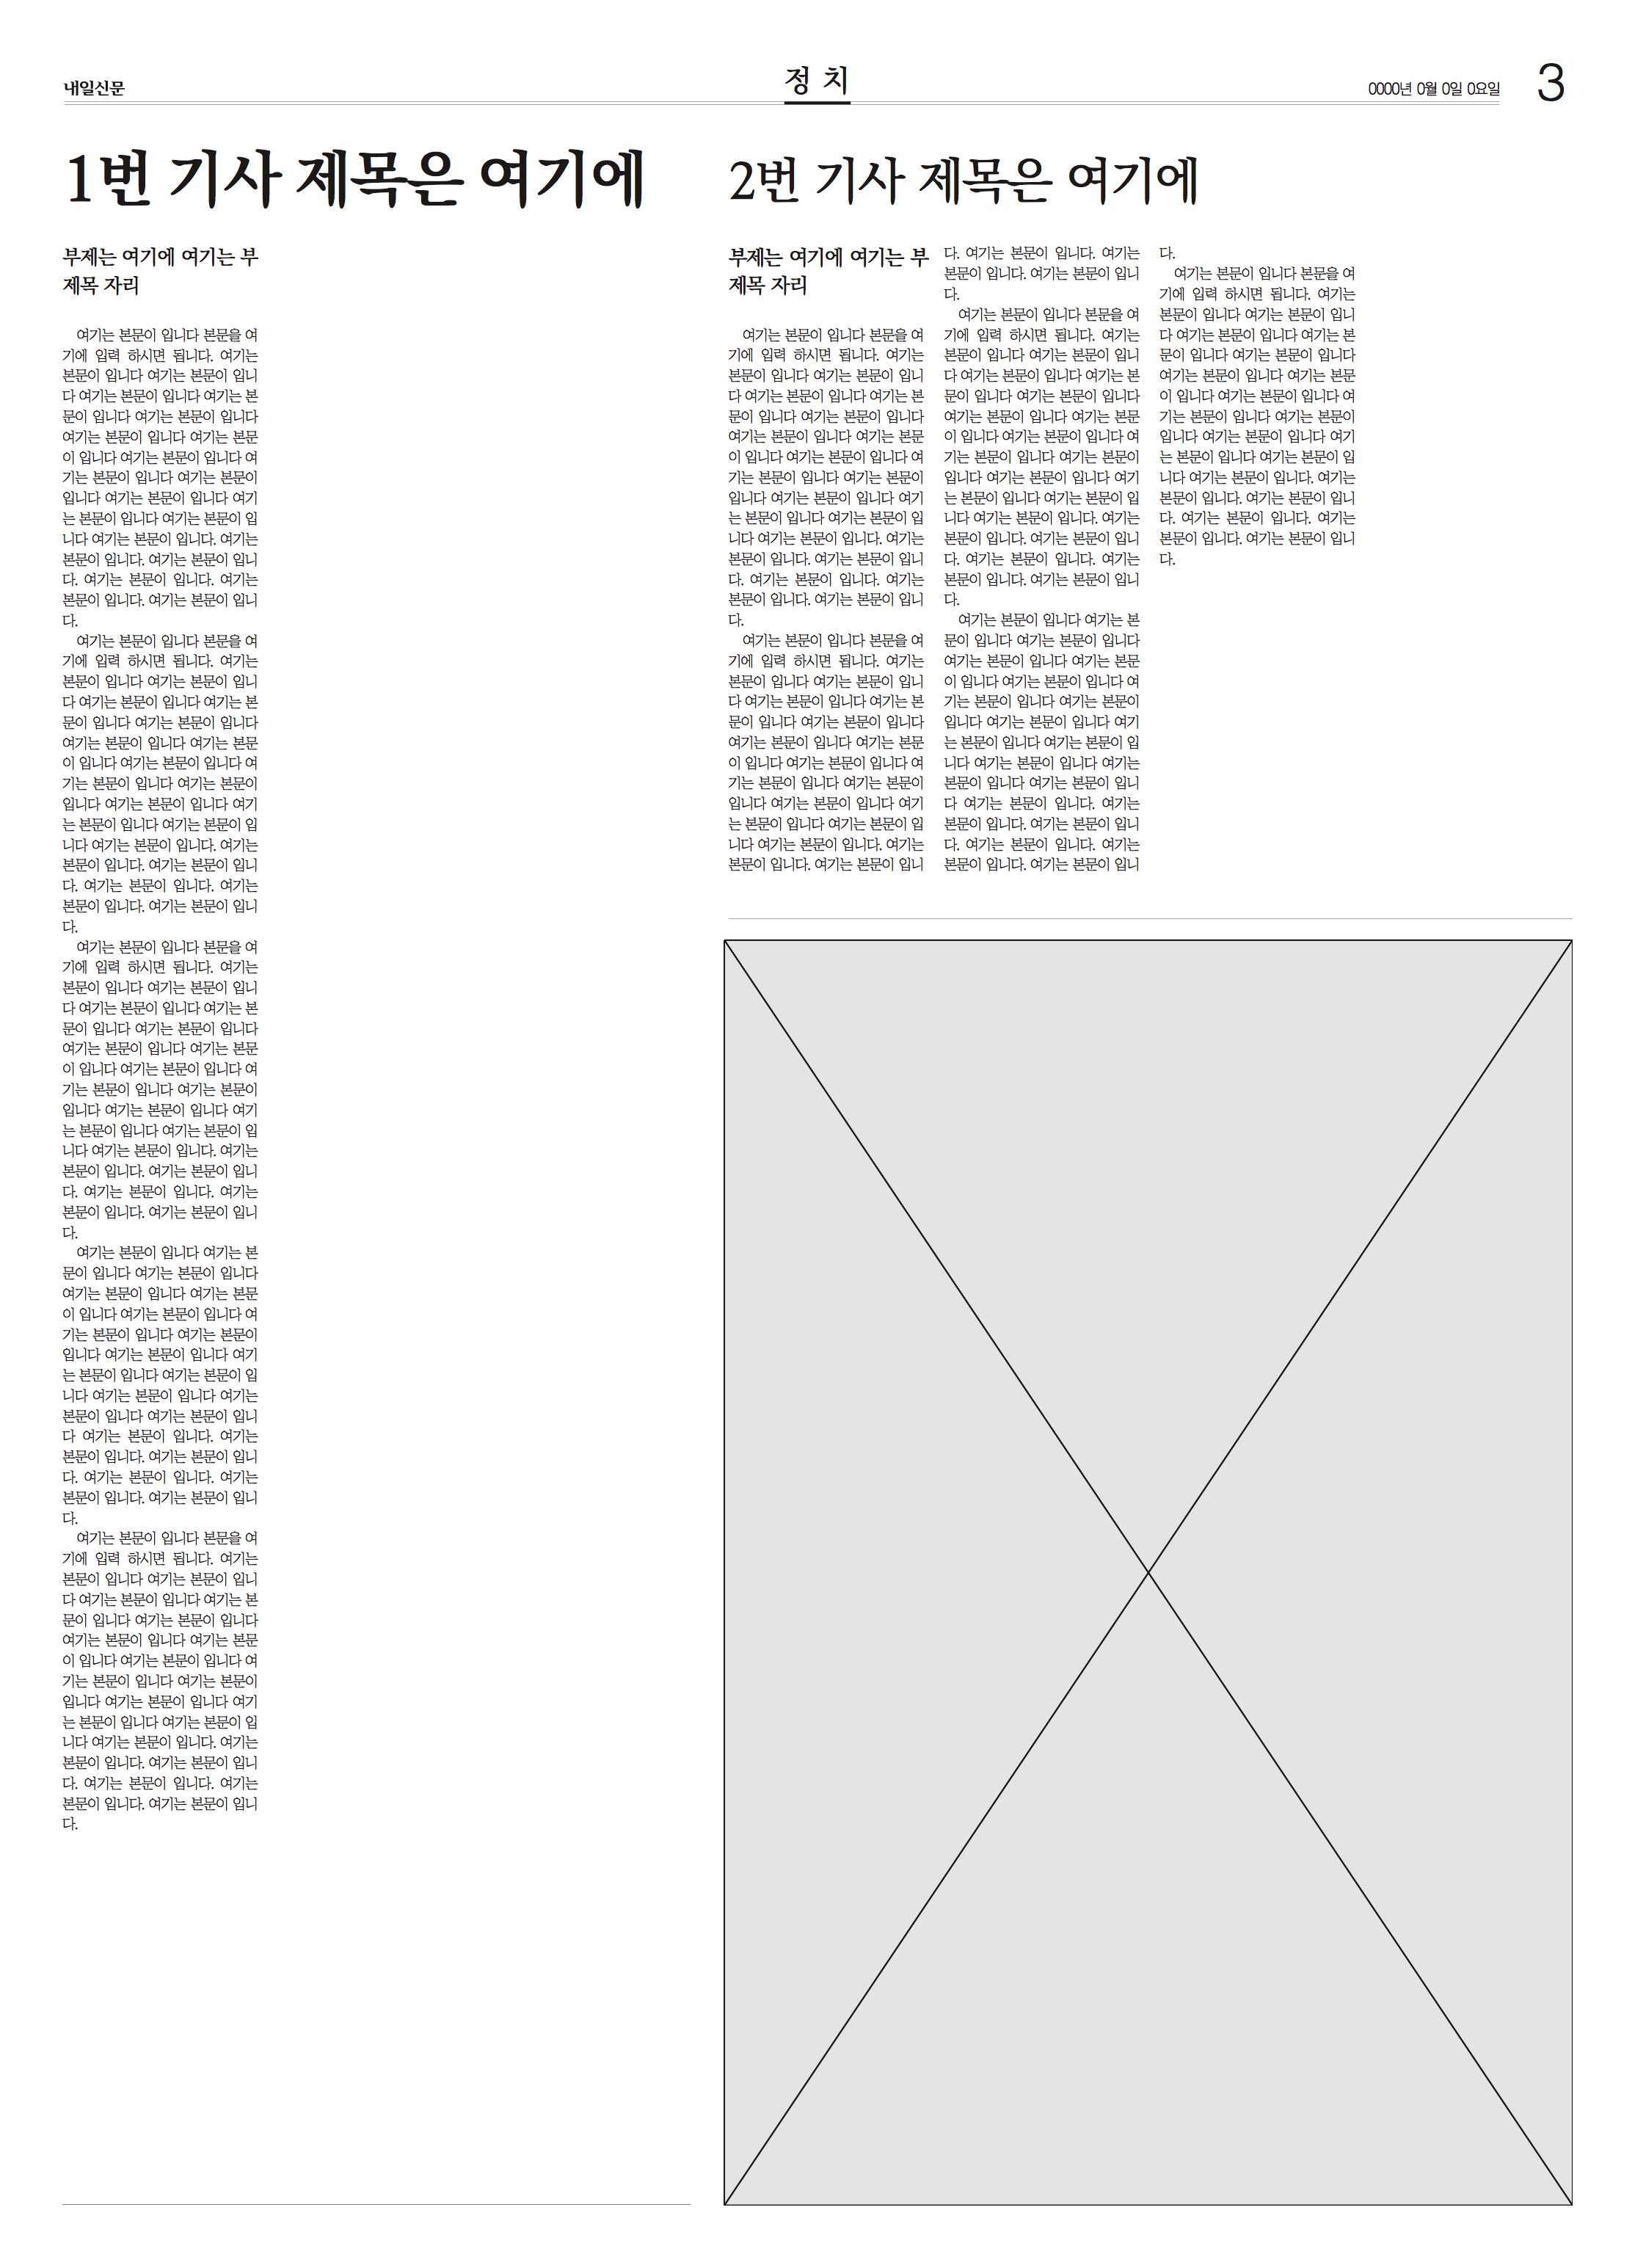 내일신문
정 치
0000년 0월 0일 0요일
3
1번 기사 제목은 여기에
부제는 여기에 여기는 부
제목 자리
여기는 본문이 입니다 본문을 여
기에 입력 하시면 됩니다. 여기는
본문이 입니다 여기는 본문이 입니
다 여기는 본문이 입니다 여기는 본
문이 입니다 여기는 본문이 입니다
여기는 본문이 입니다 여기는 본문
이 입니다 여기는 본문이 입니다 여
기는 본문이 입니다 여기는 본문이
입니다 여기는 본문이 입니다 여기
는 본문이 입니다 여기는 본문이 입
니다 여기는 본문이 입니다. 여기는
본문이 입니다. 여기는 본문이 입니
다. 여기는 본문이 입니다. 여기는
본문이 입니다. 여기는 본문이 입니
다.
여기는 본문이 입니다 본문을 여
기에 입력 하시면 됩니다. 여기는
본문이 입니다 여기는 본문이 입니
다 여기는 본문이 입니다 여기는 본
문이 입니다 여기는 본문이 입니다
여기는 본문이 입니다 여기는 본문
이 입니다 여기는 본문이 입니다 여
기는 본문이 입니다 여기는 본문이
입니다 여기는 본문이 입니다 여기
는 본문이 입니다 여기는 본문이 입
니다 여기는 본문이 입니다. 여기는
본문이 입니다. 여기는 본문이 입니
다. 여기는 본문이 입니다. 여기는
본문이 입니다. 여기는 본문이 입니
다.
여기는 본문이 입니다 본문을 여
기에 입력 하시면 됩니다. 여기는
본문이 입니다 여기는 본문이 입니
다 여기는 본문이 입니다 여기는 본
문이 입니다 여기는 본문이 입니다
여기는 본문이 입니다 여기는 본문
이 입니다 여기는 본문이 입니다 여
기는 본문이 입니다 여기는 본문이
입니다 여기는 본문이 입니다 여기
는 본문이 입니다 여기는 본문이 입
니다 여기는 본문이 입니다. 여기는
본문이 입니다. 여기는 본문이 입니
다. 여기는 본문이 입니다. 여기는
본문이 입니다. 여기는 본문이 입니
다.
여기는 본문이 입니다 여기는 본
문이 입니다 여기는 본문이 입니다
여기는 본문이 입니다 여기는 본문
이 입니다 여기는 본문이 입니다 여
기는 본문이 입니다 여기는 본문이
입니다 여기는 본문이 입니다 여기
는 본문이 입니다 여기는 본문이 입
니다 여기는 본문이 입니다 여기는
본문이 입니다 여기는 본문이 입니
다 여기는 본문이 입니다. 여기는
본문이 입니다. 여기는 본문이 입니
다. 여기는 본문이 입니다. 여기는
본문이 입니다. 여기는 본문이 입니
다.
여기는 본문이 입니다 본문을 여
기에 입력 하시면 됩니다. 여기는
본문이 입니다 여기는 본문이 입니
다 여기는 본문이 입니다 여기는 본
문이 입니다 여기는 본문이 입니다
여기는 본문이 입니다 여기는 본문
이 입니다 여기는 본문이 입니다 여
기는 본문이 입니다 여기는 본문이
입니다 여기는 본문이 입니다 여기
는 본문이 입니다 여기는 본문이 입
니다 여기는 본문이 입니다. 여기는
본문이 입니다. 여기는 본문이 입니
다. 여기는 본문이 입니다. 여기는
본문이 입니다. 여기는 본문이 입니
다.
2번 기사 제목은 여기에
부제는 여기에 여기는 부
제목 자리
여기는 본문이 입니다 본문을 여
기에 입력 하시면 됩니다. 여기는
본문이 입니다 여기는 본문이 입니
다 여기는 본문이 입니다 여기는 본
문이 입니다 여기는 본문이 입니다
여기는 본문이 입니다 여기는 본문
이 입니다 여기는 본문이 입니다 여
기는 본문이 입니다 여기는 본문이
입니다 여기는 본문이 입니다 여기
는 본문이 입니다 여기는 본문이 입
니다 여기는 본문이 입니다. 여기는
본문이 입니다. 여기는 본문이 입니
다. 여기는 본문이 입니다. 여기는
본문이 입니다. 여기는 본문이 입니
다.
여기는 본문이 입니다 본문을 여
기에 입력 하시면 됩니다. 여기는
본문이 입니다 여기는 본문이 입니
다 여기는 본문이 입니다 여기는 본
문이 입니다 여기는 본문이 입니다
여기는 본문이 입니다 여기는 본문
이 입니다 여기는 본문이 입니다 여
기는 본문이 입니다 여기는 본문이
입니다 여기는 본문이 입니다 여기
는 본문이 입니다 여기는 본문이 입
니다 여기는 본문이 입니다. 여기는
본문이 입니다. 여기는 본문이 입니
다. 여기는 본문이 입니다. 여기는
본문이 입니다. 여기는 본문이 입니
다.
여기는 본문이 입니다 본문을 여
기에 입력 하시면 됩니다. 여기는
본문이 입니다 여기는 본문이 입니
다 여기는 본문이 입니다 여기는 본
문이 입니다 여기는 본문이 입니다
여기는 본문이 입니다 여기는 본문
이 입니다 여기는 본문이 입니다 여
기는 본문이 입니다 여기는 본문이
입니다 여기는 본문이 입니다 여기
는 본문이 입니다 여기는 본문이 입
니다 여기는 본문이 입니다. 여기는
본문이 입니다. 여기는 본문이 입니
다. 여기는 본문이 입니다. 여기는
본문이 입니다. 여기는 본문이 입니
다.
여기는 본문이 입니다 여기는 본
문이 입니다 여기는 본문이 입니다
여기는 본문이 입니다 여기는 본문
이 입니다 여기는 본문이 입니다 여
기는 본문이 입니다 여기는 본문이
입니다 여기는 본문이 입니다 여기
는 본문이 입니다 여기는 본문이 입
니다 여기는 본문이 입니다 여기는
본문이 입니다 여기는 본문이 입니
다 여기는 본문이 입니다. 여기는
본문이 입니다. 여기는 본문이 입니
다. 여기는 본문이 입니다. 여기는
본문이 입니다. 여기는 본문이 입니
다.
여기는 본문이 입니다 본문을 여
기에 입력 하시면 됩니다. 여기는
본문이 입니다 여기는 본문이 입니
다 여기는 본문이 입니다 여기는 본
문이 입니다 여기는 본문이 입니다
여기는 본문이 입니다 여기는 본문
이 입니다 여기는 본문이 입니다 여
기는 본문이 입니다 여기는 본문이
입니다 여기는 본문이 입니다 여기
는 본문이 입니다 여기는 본문이 입
니다 여기는 본문이 입니다. 여기는
본문이 입니다. 여기는 본문이 입니
다. 여기는 본문이 입니다. 여기는
본문이 입니다. 여기는 본문이 입니
다.